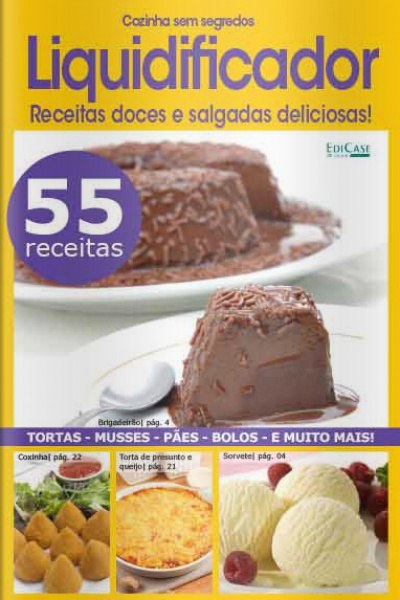 Cozinha sem segredos
Liquidificador
Receitas doces e salgadas deliciosas!
EDICASE
55
receitas
Brigadeirão| pág. 4
TORTAS - MUSSES - PÃES - BOLOS - E MUITO MAIS!
Coxinha| pág. 22
Torta de presunto e
queijo| pág. 21
Sorvete| pág. 04